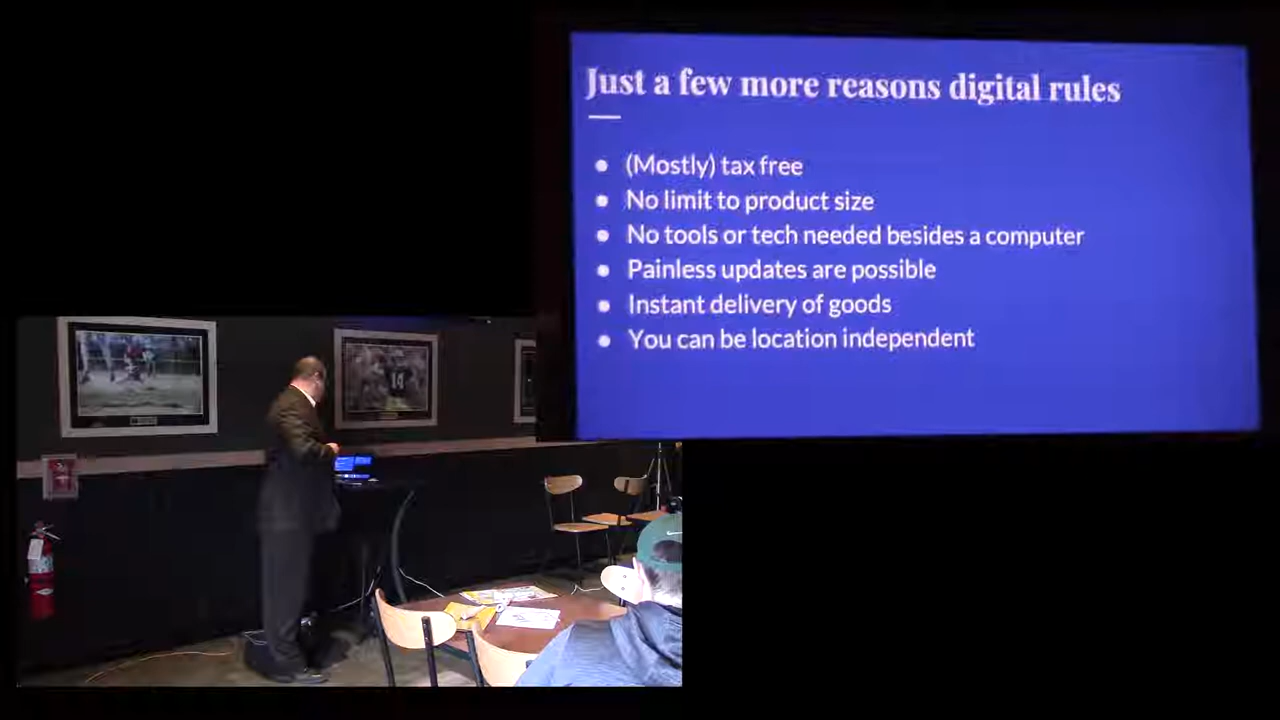 Just a few more reasons digital rules
(Mostly) tax free
No limit to product size
No tools or tech needed besides a computer
Painless updates are possible
Instant delivery of goods
You can be location independent
14